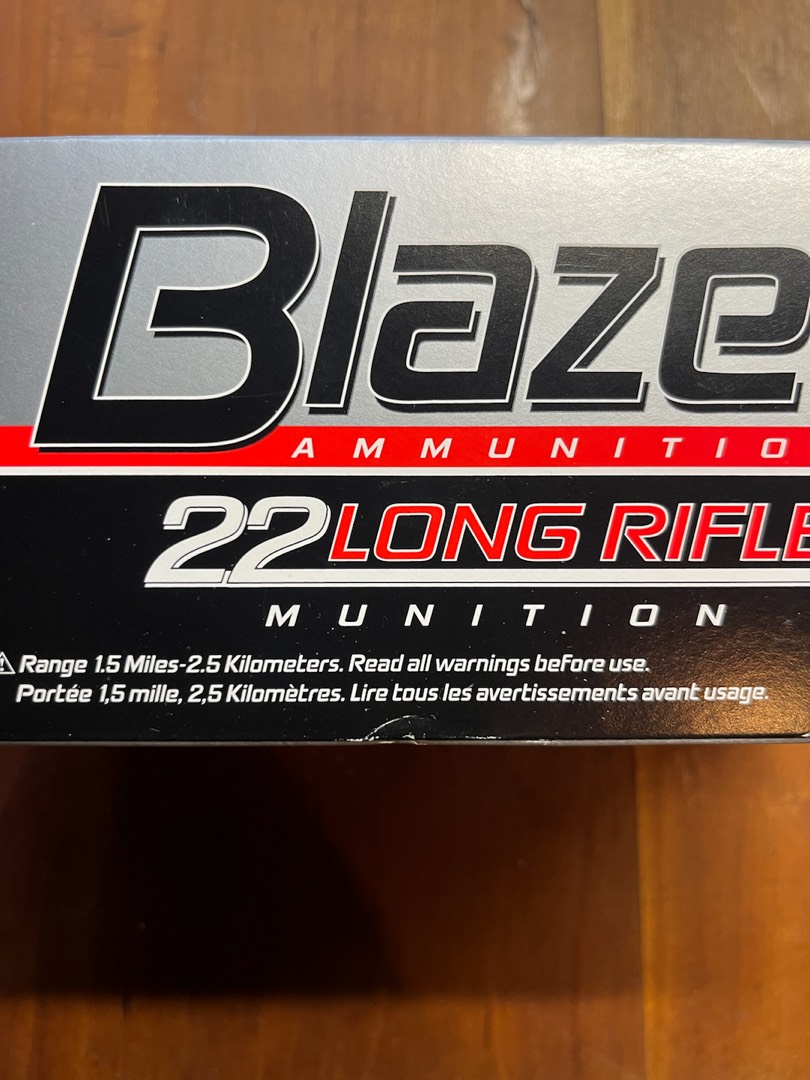 Blaze
AMMUNITIO
22 LONG RIFLE
MUNITION
⚠ Range 1.5 Miles-2.5 Kilometers. Read all warnings before use.
Portée 1,5 mille, 2,5 Kilomètres. Lire tous les avertissements avant usage.